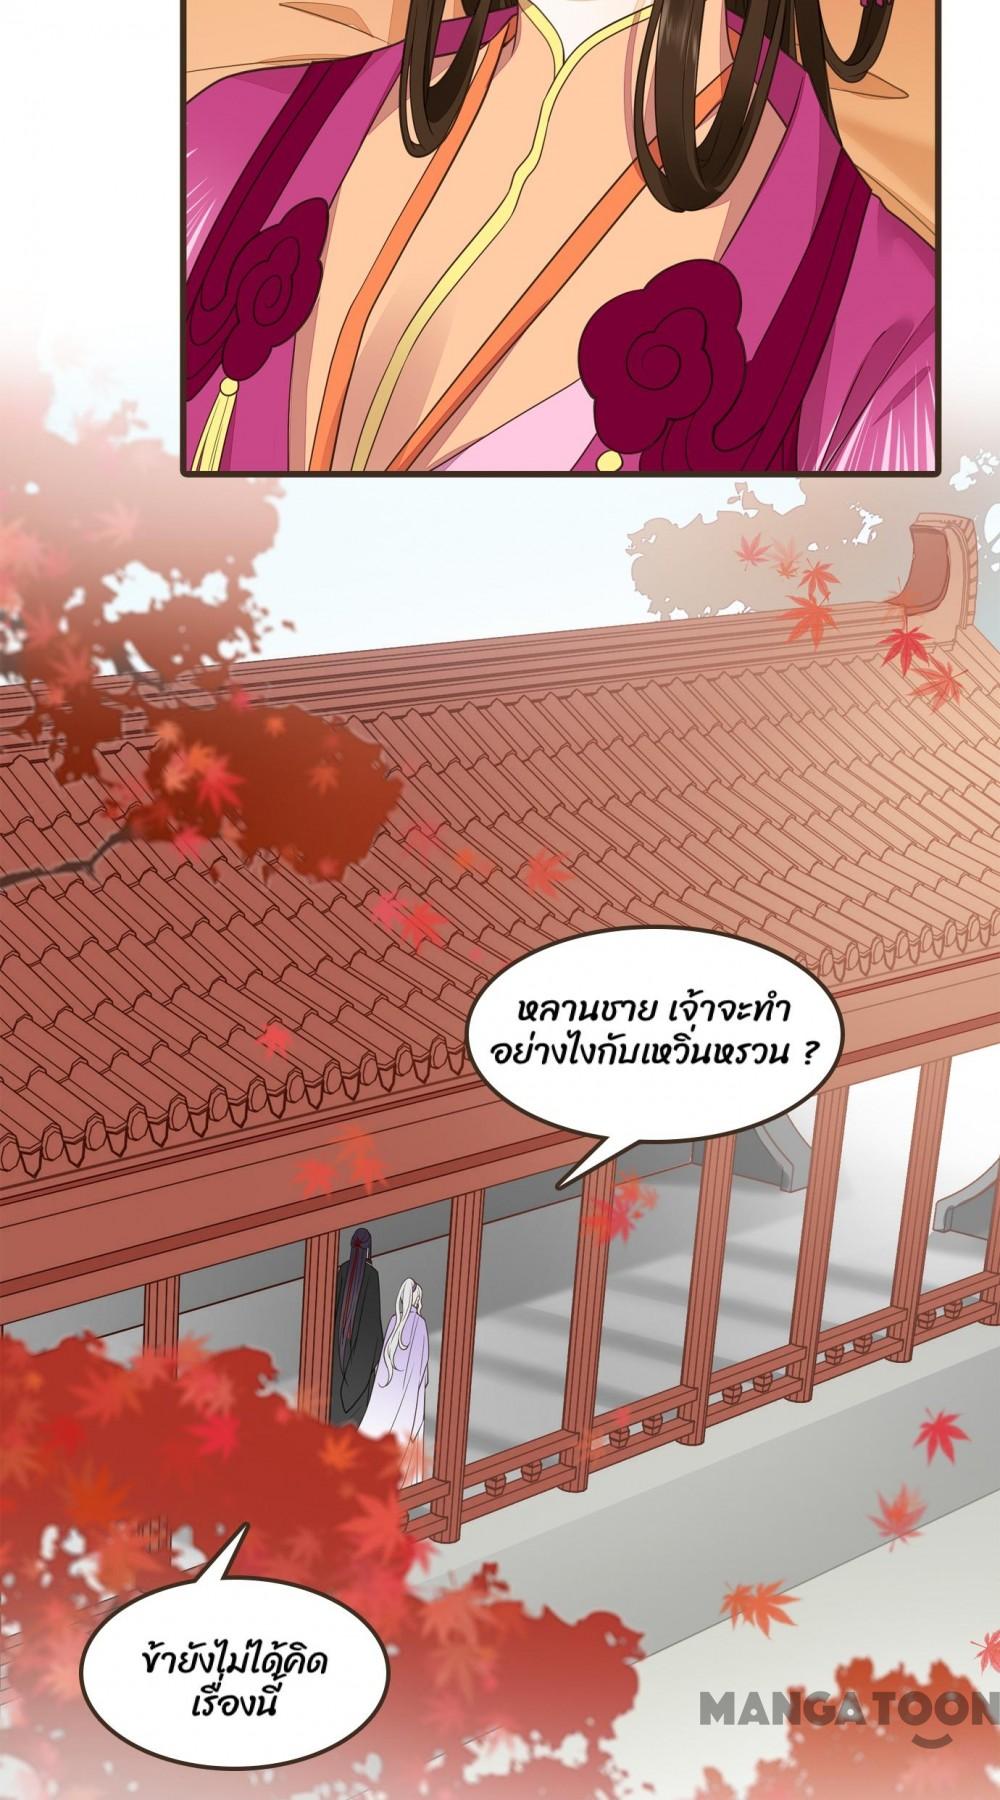 หลานชาย เจ้าจะทำ
อย่างไงกับเหวิ่นหรวน ?
ข้ายังไม่ได้คิด
เรื่องนี้
MANGATOON